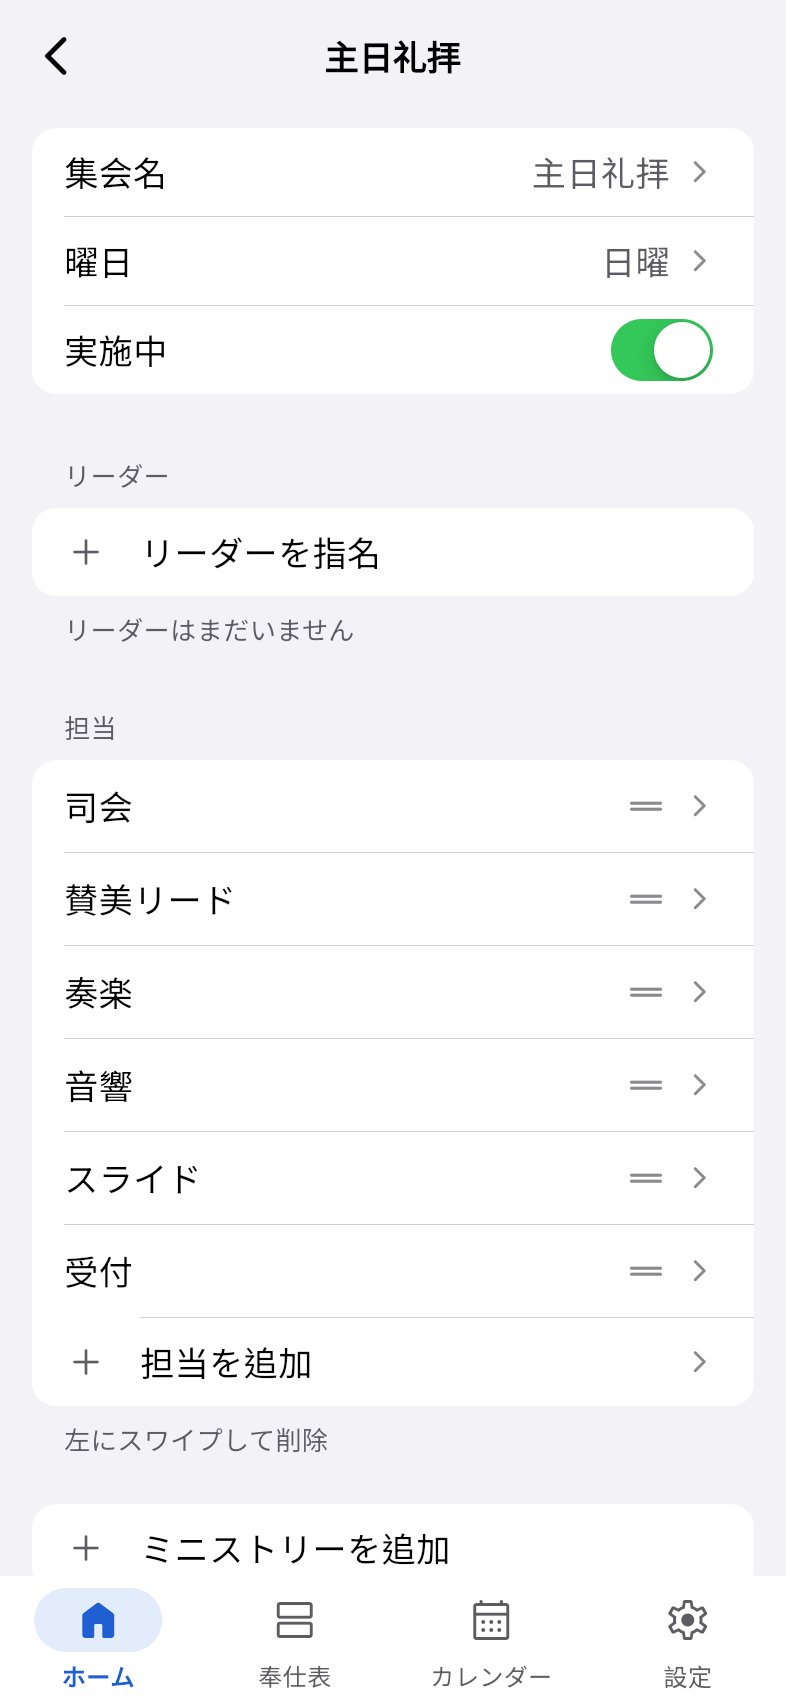 主日礼拝
集会名 主日礼拝
曜日 日曜
実施中
リーダー
リーダーを指名
リーダーはまだいません
担当
司会
賛美リード
奏楽
音響
スライド
受付
担当を追加
左にスワイプして削除
ミニストリーを追加
ホーム 奉仕表 カレンダー 設定